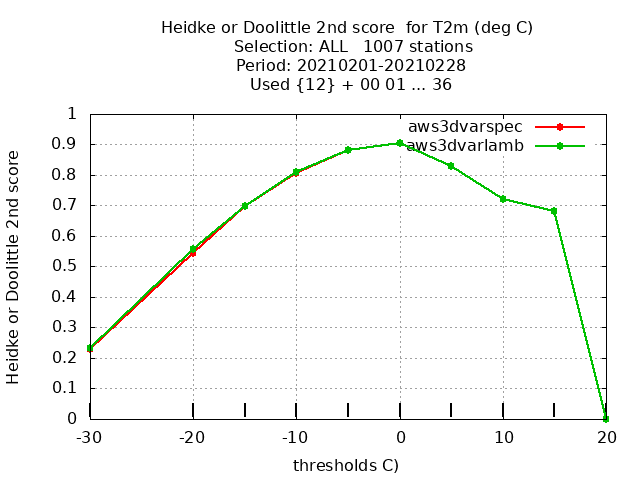 Heidke or Doolittle 2nd score  for T2m (deg C)
Selection: ALL   1007 stations
Period: 20210201-20210228
Used {12} + 00 01 ... 36
aws3dvarspec
aws3dvarlamb
Heidke or Doolittle 2nd score
1
0.9
0.8
0.7
0.6
0.5
0.4
0.3
0.2
0.1
0
-30
-20
-10
0
10
20
thresholds C)